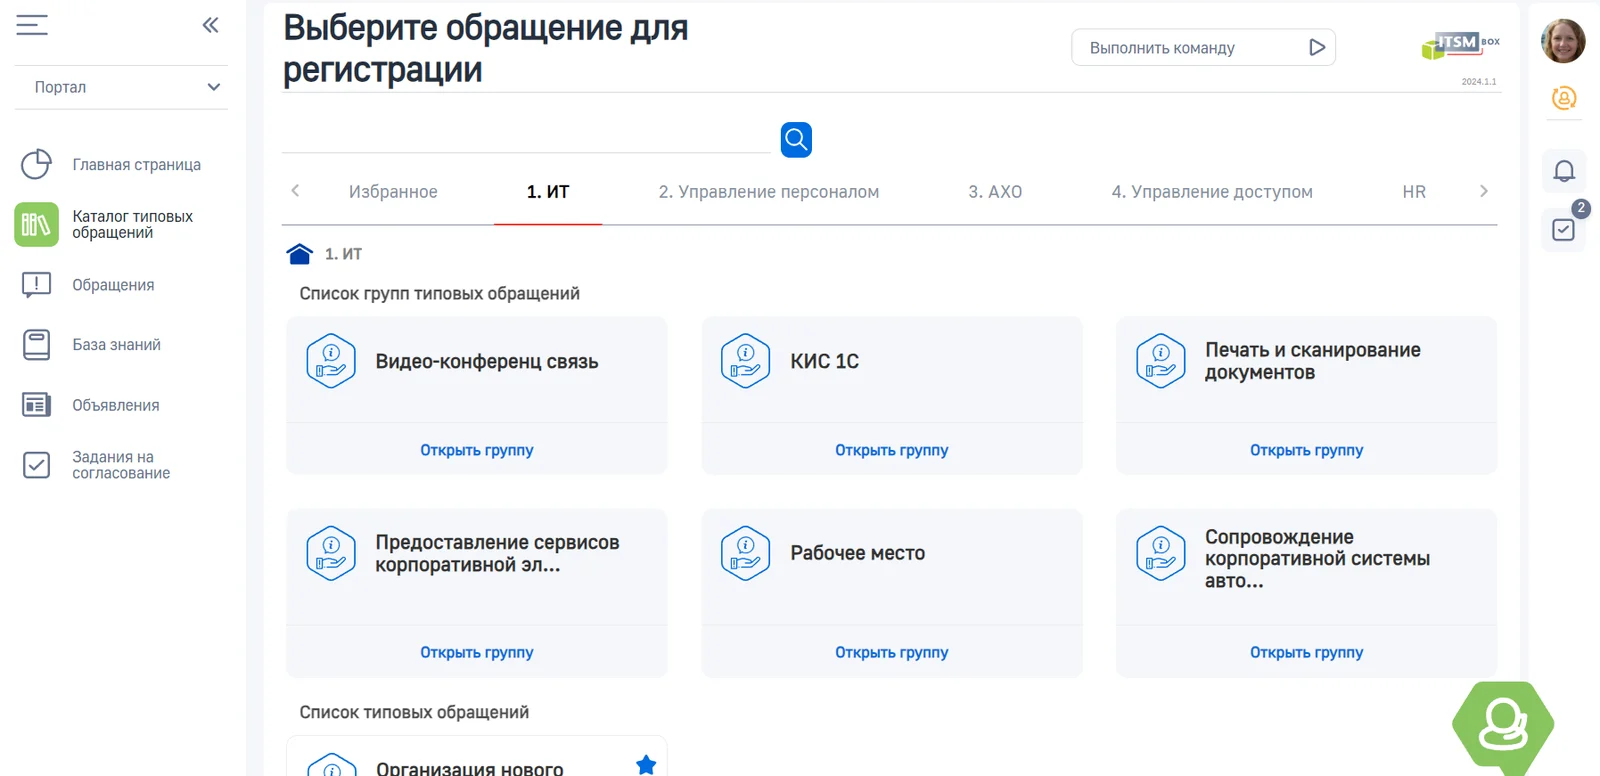 Выберите обращение для
регистрации
Выполнить команду
ITSM BOX
2024.1.1
Портал
Главная страница
Каталог типовых
обращений
Обращения
База знаний
Объявления
Задания на
согласование
Избранное
1. ИТ
2. Управление персоналом
3. АХО
4. Управление доступом
HR
2
1. ИТ
Список групп типовых обращений
Видео-конференц связь
Открыть группу
КИС 1С
Открыть группу
Печать и сканирование
документов
Открыть группу
Предоставление сервисов
корпоративной эл...
Открыть группу
Рабочее место
Открыть группу
Сопровождение
корпоративной системы
авто...
Открыть группу
Список типовых обращений
Организация нового